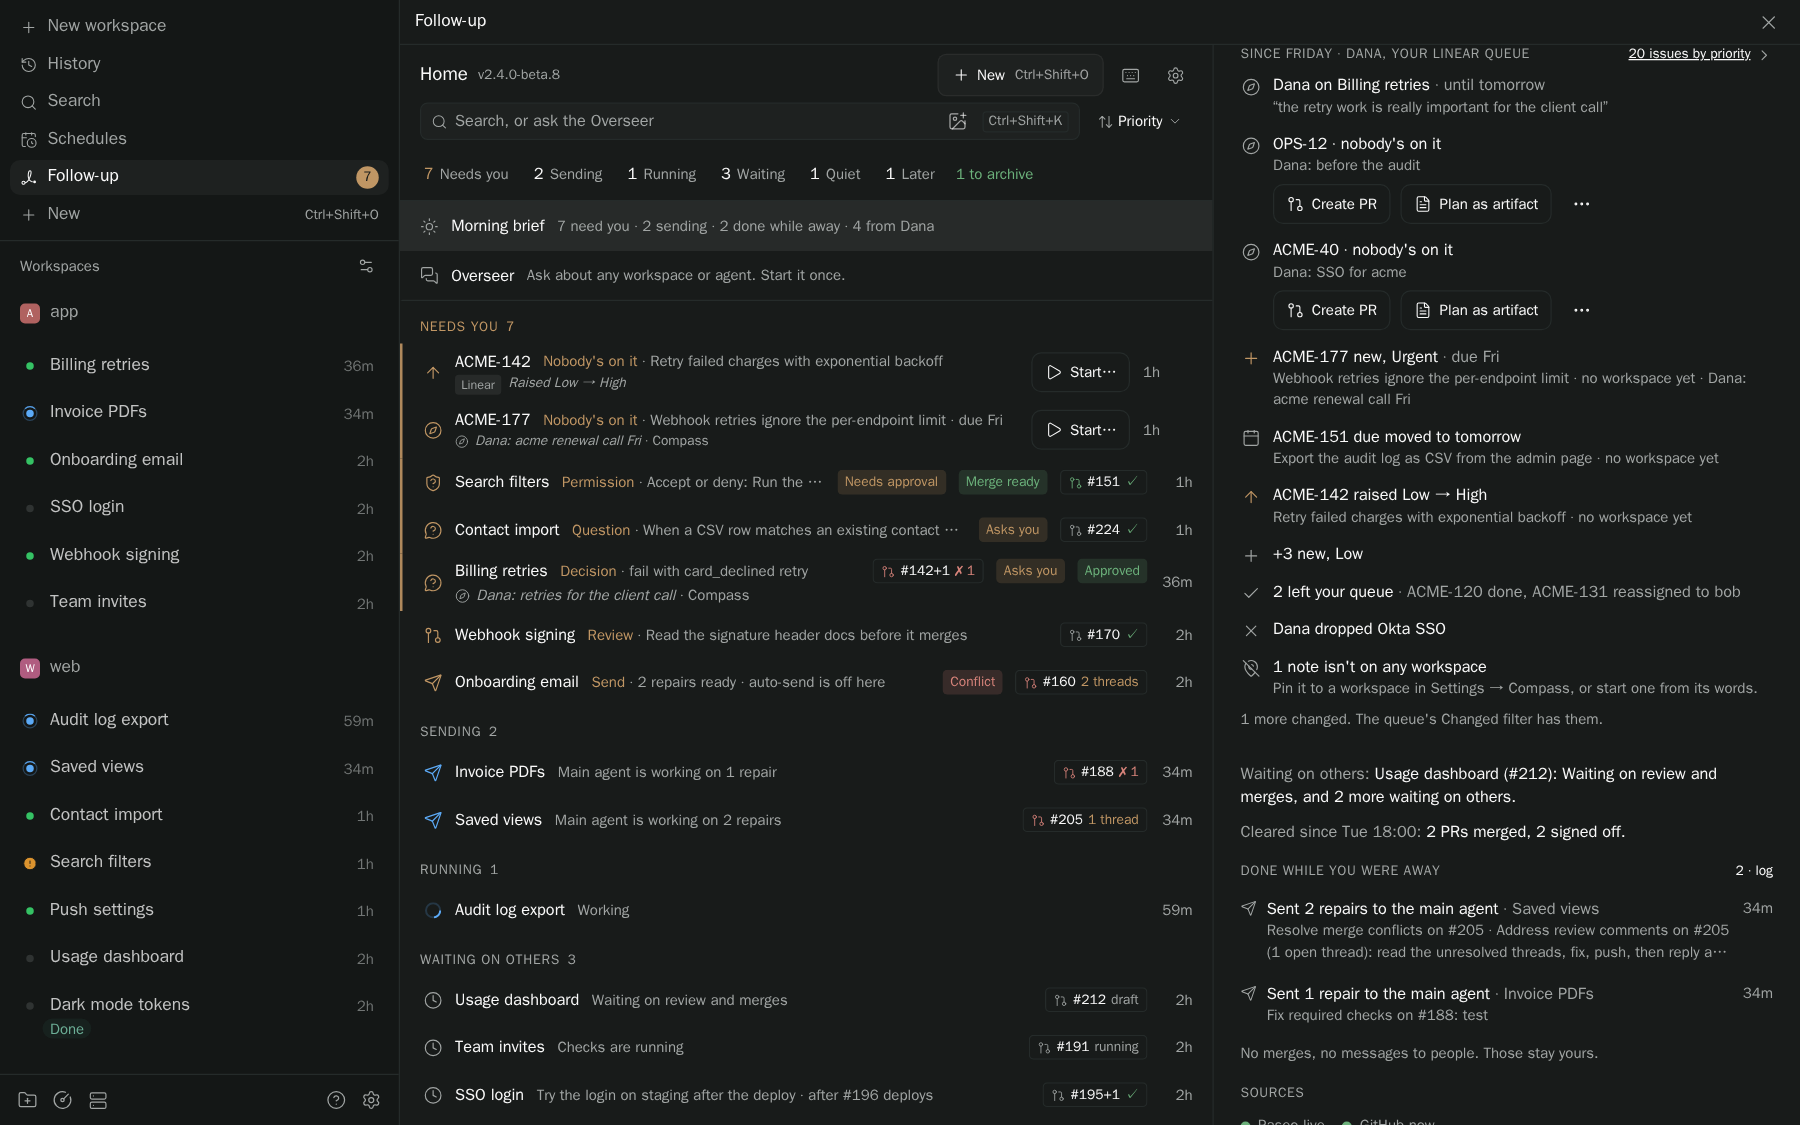 New workspace
History
Search
Schedules
Follow-up 7
New Ctrl+Shift+O
Workspaces
A app
Billing retries 36m
Invoice PDFs 34m
Onboarding email 2h
SSO login 2h
Webhook signing 2h
Team invites 2h
W web
Audit log export 59m
Saved views 34m
Contact import 1h
Search filters 1h
Push settings 1h
Usage dashboard 2h
Dark mode tokens 2h
Done
Follow-up
Home v2.4.0-beta.8 New Ctrl+Shift+O
Search, or ask the Overseer Ctrl+Shift+K Priority
7 Needs you 2 Sending 1 Running 3 Waiting 1 Quiet 1 Later 1 to archive
Morning brief 7 need you · 2 sending · 2 done while away · 4 from Dana
Overseer Ask about any workspace or agent. Start it once.
NEEDS YOU 7
ACME-142 Nobody's on it · Retry failed charges with exponential backoff Start··· 1h
Linear Raised Low → High
ACME-177 Nobody's on it · Webhook retries ignore the per-endpoint limit · due Fri Start··· 1h
Dana: acme renewal call Fri · Compass
Search filters Permission · Accept or deny: Run the ··· Needs approval Merge ready #151 ✓ 1h
Contact import Question · When a CSV row matches an existing contact ··· Asks you #224 ✓ 1h
Billing retries Decision · fail with card_declined retry #142+1 ✗ 1 Asks you Approved 36m
Dana: retries for the client call · Compass
Webhook signing Review · Read the signature header docs before it merges #170 ✓ 2h
Onboarding email Send · 2 repairs ready · auto-send is off here Conflict #160 2 threads 2h
SENDING 2
Invoice PDFs Main agent is working on 1 repair #188 ✗ 1 34m
Saved views Main agent is working on 2 repairs #205 1 thread 34m
RUNNING 1
Audit log export Working 59m
WAITING ON OTHERS 3
Usage dashboard Waiting on review and merges #212 draft 2h
Team invites Checks are running #191 running 2h
SSO login Try the login on staging after the deploy · after #196 deploys #195+1 ✓ 2h
SINCE FRIDAY · DANA, YOUR LINEAR QUEUE 20 issues by priority
Dana on Billing retries · until tomorrow
"the retry work is really important for the client call"
OPS-12 · nobody's on it
Dana: before the audit
Create PR Plan as artifact ···
ACME-40 · nobody's on it
Dana: SSO for acme
Create PR Plan as artifact ···
ACME-177 new, Urgent · due Fri
Webhook retries ignore the per-endpoint limit · no workspace yet · Dana:
acme renewal call Fri
ACME-151 due moved to tomorrow
Export the audit log as CSV from the admin page · no workspace yet
ACME-142 raised Low → High
Retry failed charges with exponential backoff · no workspace yet
+3 new, Low
2 left your queue · ACME-120 done, ACME-131 reassigned to bob
Dana dropped Okta SSO
1 note isn't on any workspace
Pin it to a workspace in Settings → Compass, or start one from its words.
1 more changed. The queue's Changed filter has them.
Waiting on others: Usage dashboard (#212): Waiting on review and
merges, and 2 more waiting on others.
Cleared since Tue 18:00: 2 PRs merged, 2 signed off.
DONE WHILE YOU WERE AWAY 2 · log
Sent 2 repairs to the main agent · Saved views 34m
Resolve merge conflicts on #205 · Address review comments on #205
(1 open thread): read the unresolved threads, fix, push, then reply a···
Sent 1 repair to the main agent · Invoice PDFs 34m
Fix required checks on #188: test
No merges, no messages to people. Those stay yours.
SOURCES
Paseo live GitHub now